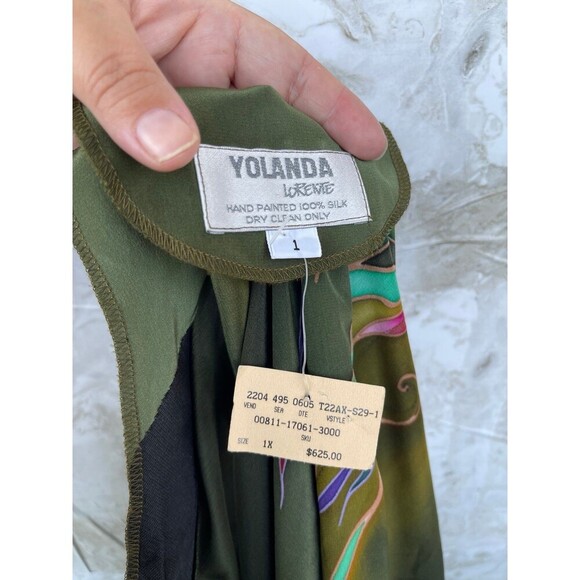 YOLANDA
LORENTE
HAND PAINTED 100% SILK
DRY CLEAN ONLY
1
2204 495 0605 T22AX-S29-1
VEND SEA DTE VSTYLE
00811-17061-3000
SKU
SIZE 1X $625.00